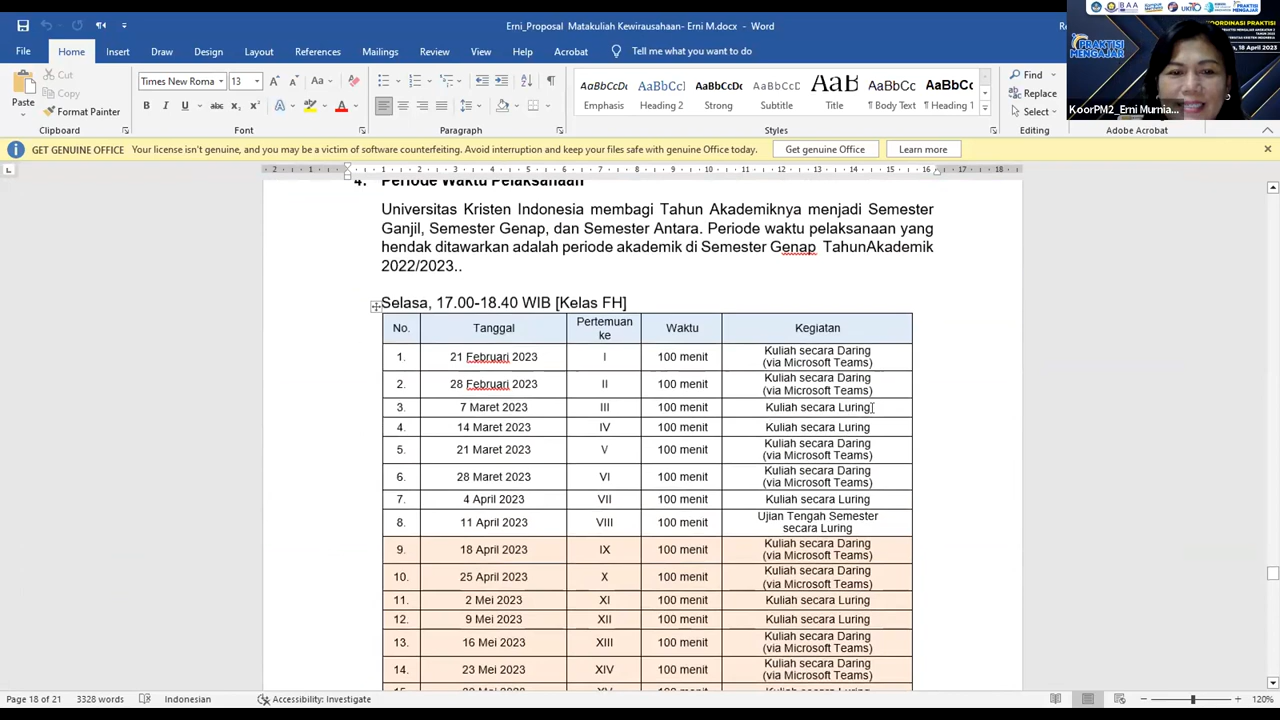 Erni Proposal Matakuliah Kewirausahaan- Erni M.docx - Word
File Home Insert Draw Design Layout References Mailings Review View Help Acrobat Tell me what you want to do
Paste
Cut
Copy
Format Painter
Clipboard
Times New Roma 13
Font
Paragraph
AaBbCcDc AaBbCcI AaBbCc AaBbCcD AaB AaBbCc AaBbCc
Emphasis Heading 2 Strong Subtitle Title ¶ Body Text ¶ Heading 1
Styles
Find
Replace
Select
Editing
Adobe Acrobat
OORDINASI PRAKTISI
, 18 April 2023
PRAKTISI
MENGAJAR
KoorPM2_Erni Murnia...
GET GENUINE OFFICE Your license isn't genuine, and you may be a victim of software counterfeiting. Avoid interruption and keep your files safe with genuine Office today. Get genuine Office Learn more
4. Periode Waktu Pelaksanaan
Universitas Kristen Indonesia membagi Tahun Akademiknya menjadi Semester
Ganjil, Semester Genap, dan Semester Antara. Periode waktu pelaksanaan yang
hendak ditawarkan adalah periode akademik di Semester Genap TahunAkademik
2022/2023..
Selasa, 17.00-18.40 WIB [Kelas FH]
No. Tanggal Pertemuan ke Waktu Kegiatan
1. 21 Februari 2023 I 100 menit Kuliah secara Daring (via Microsoft Teams)
2. 28 Februari 2023 II 100 menit Kuliah secara Daring (via Microsoft Teams)
3. 7 Maret 2023 III 100 menit Kuliah secara Luring
4. 14 Maret 2023 IV 100 menit Kuliah secara Luring
5. 21 Maret 2023 V 100 menit Kuliah secara Daring (via Microsoft Teams)
6. 28 Maret 2023 VI 100 menit Kuliah secara Daring (via Microsoft Teams)
7. 4 April 2023 VII 100 menit Kuliah secara Luring
8. 11 April 2023 VIII 100 menit Ujian Tengah Semester secara Luring
9. 18 April 2023 IX 100 menit Kuliah secara Daring (via Microsoft Teams)
10. 25 April 2023 X 100 menit Kuliah secara Daring (via Microsoft Teams)
11. 2 Mei 2023 XI 100 menit Kuliah secara Luring
12. 9 Mei 2023 XII 100 menit Kuliah secara Luring
13. 16 Mei 2023 XIII 100 menit Kuliah secara Daring (via Microsoft Teams)
14. 23 Mei 2023 XIV 100 menit Kuliah secara Daring (via Microsoft Teams)
Page 18 of 21 3328 words Indonesian Accessibility: Investigate 120%